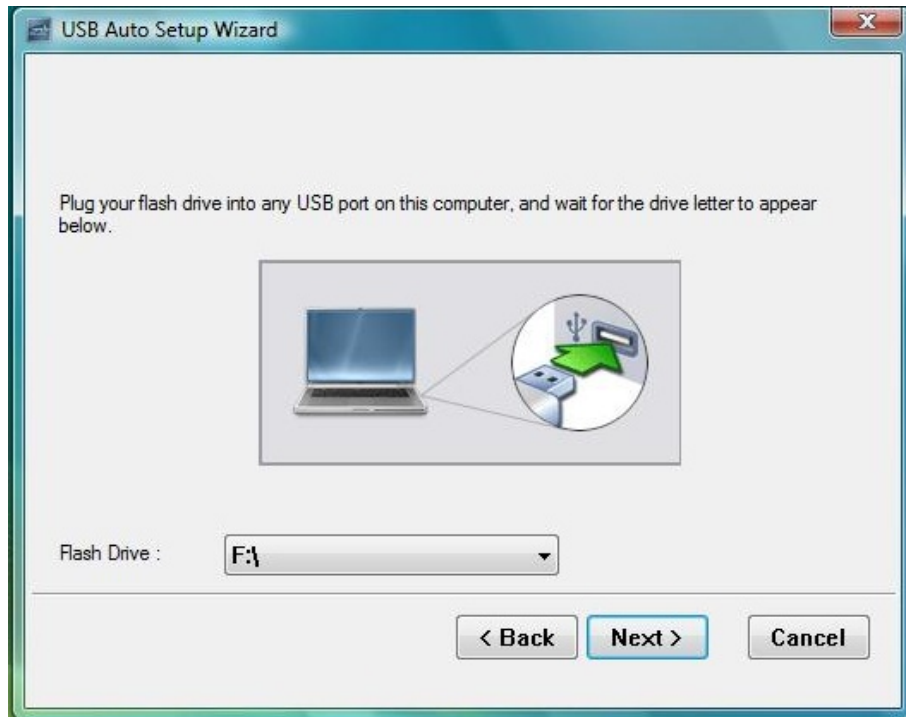 USB Auto Setup Wizard
Plug your flash drive into any USB port on this computer, and wait for the drive letter to appear
below.
Flash Drive :
F:\
< Back
Next >
Cancel